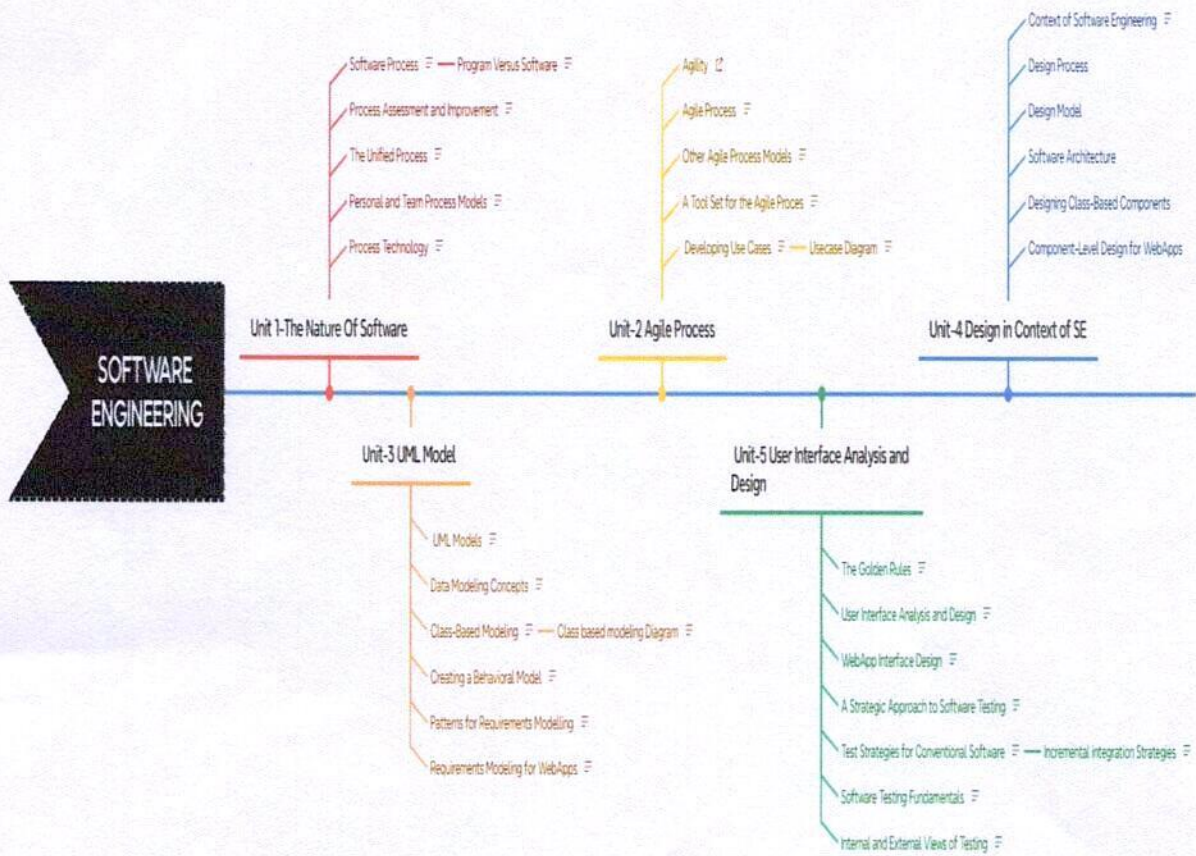 SOFTWARE
ENGINEERING
Unit 1-The Nature Of Software
Software Process
Program Versus Software
Process Assessment and Improvement
The Unified Process
Personal and Team Process Models
Process Technology
Unit-3 UML Model
UML Models
Data Modeling Concepts
Class-Based Modeling
Class based modeling Diagram
Creating a Behavioral Model
Patterns for Requirements Modelling
Requirements Modeling for WebApps
Unit-2 Agile Process
Agility
Agile Process
Other Agile Process Models
A Tool Set for the Agile Proces
Developing Use Cases
Usecase Diagram
Unit-5 User Interface Analysis and
Design
The Golden Rules
User Interface Analysis and Design
WebApp Interface Design
A Strategic Approach to Software Testing
Test Strategies for Conventional Software
Incremental integration Strategies
Software Testing Fundamentals
Internal and External Views of Testing
Unit-4 Design in Context of SE
Context of Software Engineering
Design Process
Design Model
Software Architecture
Designing Class-Based Components
Component-Level Design for WebApps